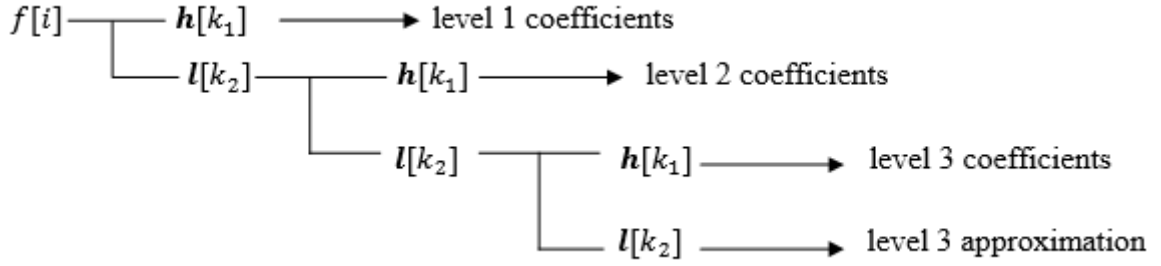 f[i] h[k₁] level 1 coefficients
l[k₂] h[k₁] level 2 coefficients
l[k₂] h[k₁] level 3 coefficients
l[k₂] level 3 approximation